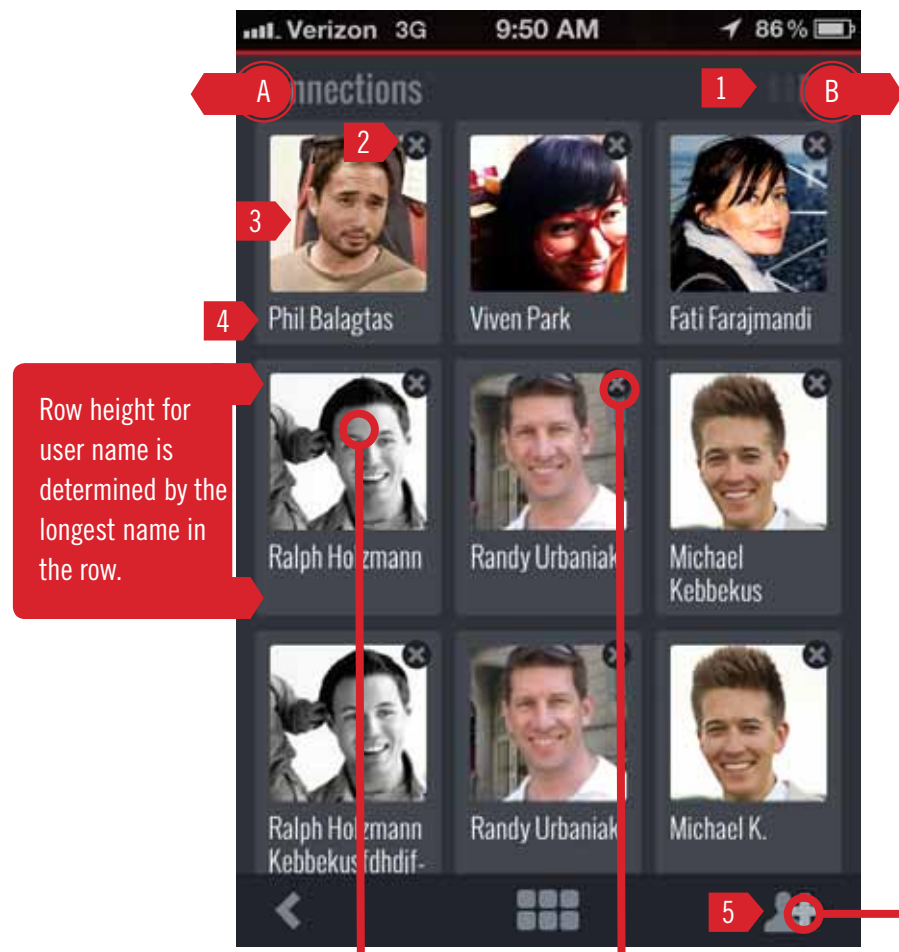 Verizon 3G 9:50 AM 86%
A nnections 1 B
2
3
4 Phil Balagtas Viven Park Fati Farajmandi
Row height for
user name is
determined by the
longest name in
the row.
Ralph Holzmann Randy Urbaniak Michael
Kebbekus
Ralph Holzmann Randy Urbaniak Michael K.
Kebbekusfdhdjf-
5